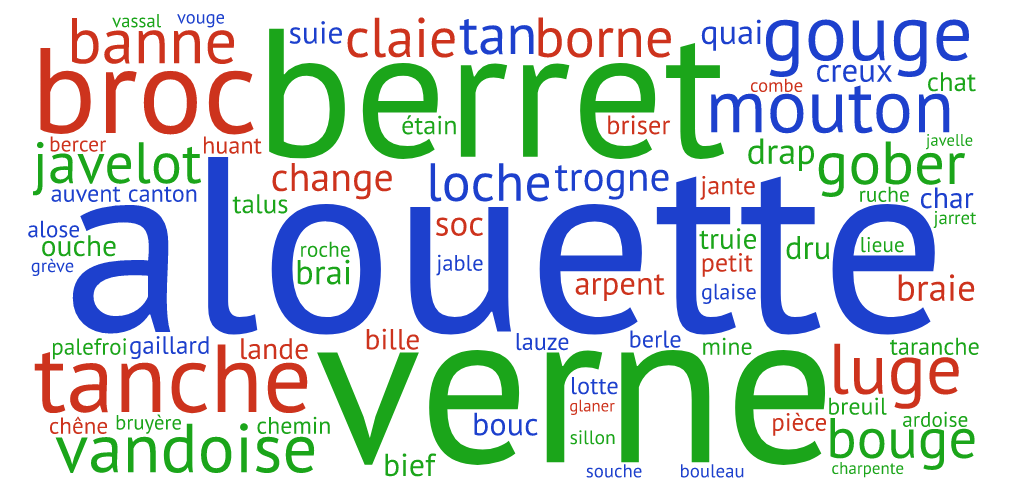 vassal vouge
banne suie claie tan borne quai gouge
broc berret creux
combe chat
mouton
étain briser
bercer huant javelle
javelot drap gober
change loche trogne jante
auvent canton ruche char
talus jarret
alose soc
ouche roche truie dru lieue
grève brai jable petit
alouette
arpent glaise braie
palefroi gaillard lande bille lauze berle mine taranche
tanche verne luge
lotte
glaner breuil
chêne bruyère chemin bouc pièce ardoise
vandoise sillon bouge
bief souche bouleau charpente